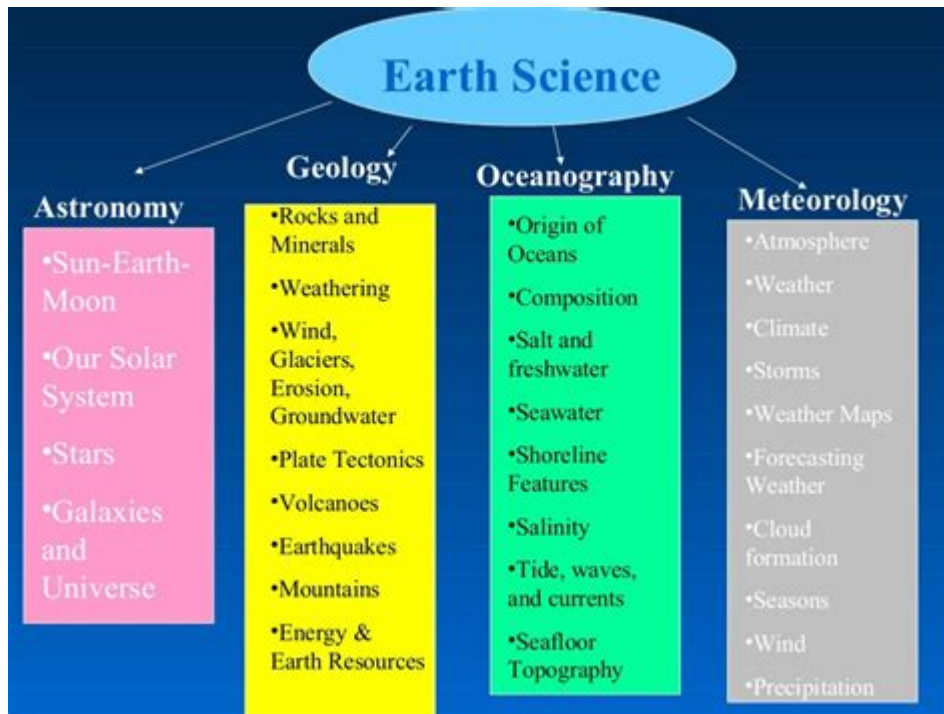 Earth Science
Astronomy
•Sun-Earth-
Moon
•Our Solar
System
•Stars
•Galaxies
and
Universe
Geology
•Rocks and
Minerals
•Weathering
•Wind,
Glaciers,
Erosion,
Groundwater
•Plate Tectonics
•Volcanoes
•Earthquakes
•Mountains
•Energy &
Earth Resources
Oceanography
•Origin of
Oceans
•Composition
•Salt and
freshwater
•Seawater
•Shoreline
Features
•Salinity
•Tide, waves,
and currents
•Seafloor
Topography
Meteorology
•Atmosphere
•Weather
•Climate
•Storms
•Weather Maps
•Forecasting
Weather
•Cloud
formation
•Seasons
•Wind
•Precipitation